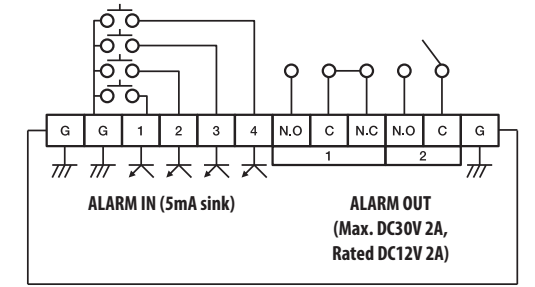 G G 1 2 3 4 N.O C N.C N.O C G
1 2
ALARM IN (5mA sink)
ALARM OUT
(Max. DC30V 2A,
Rated DC12V 2A)